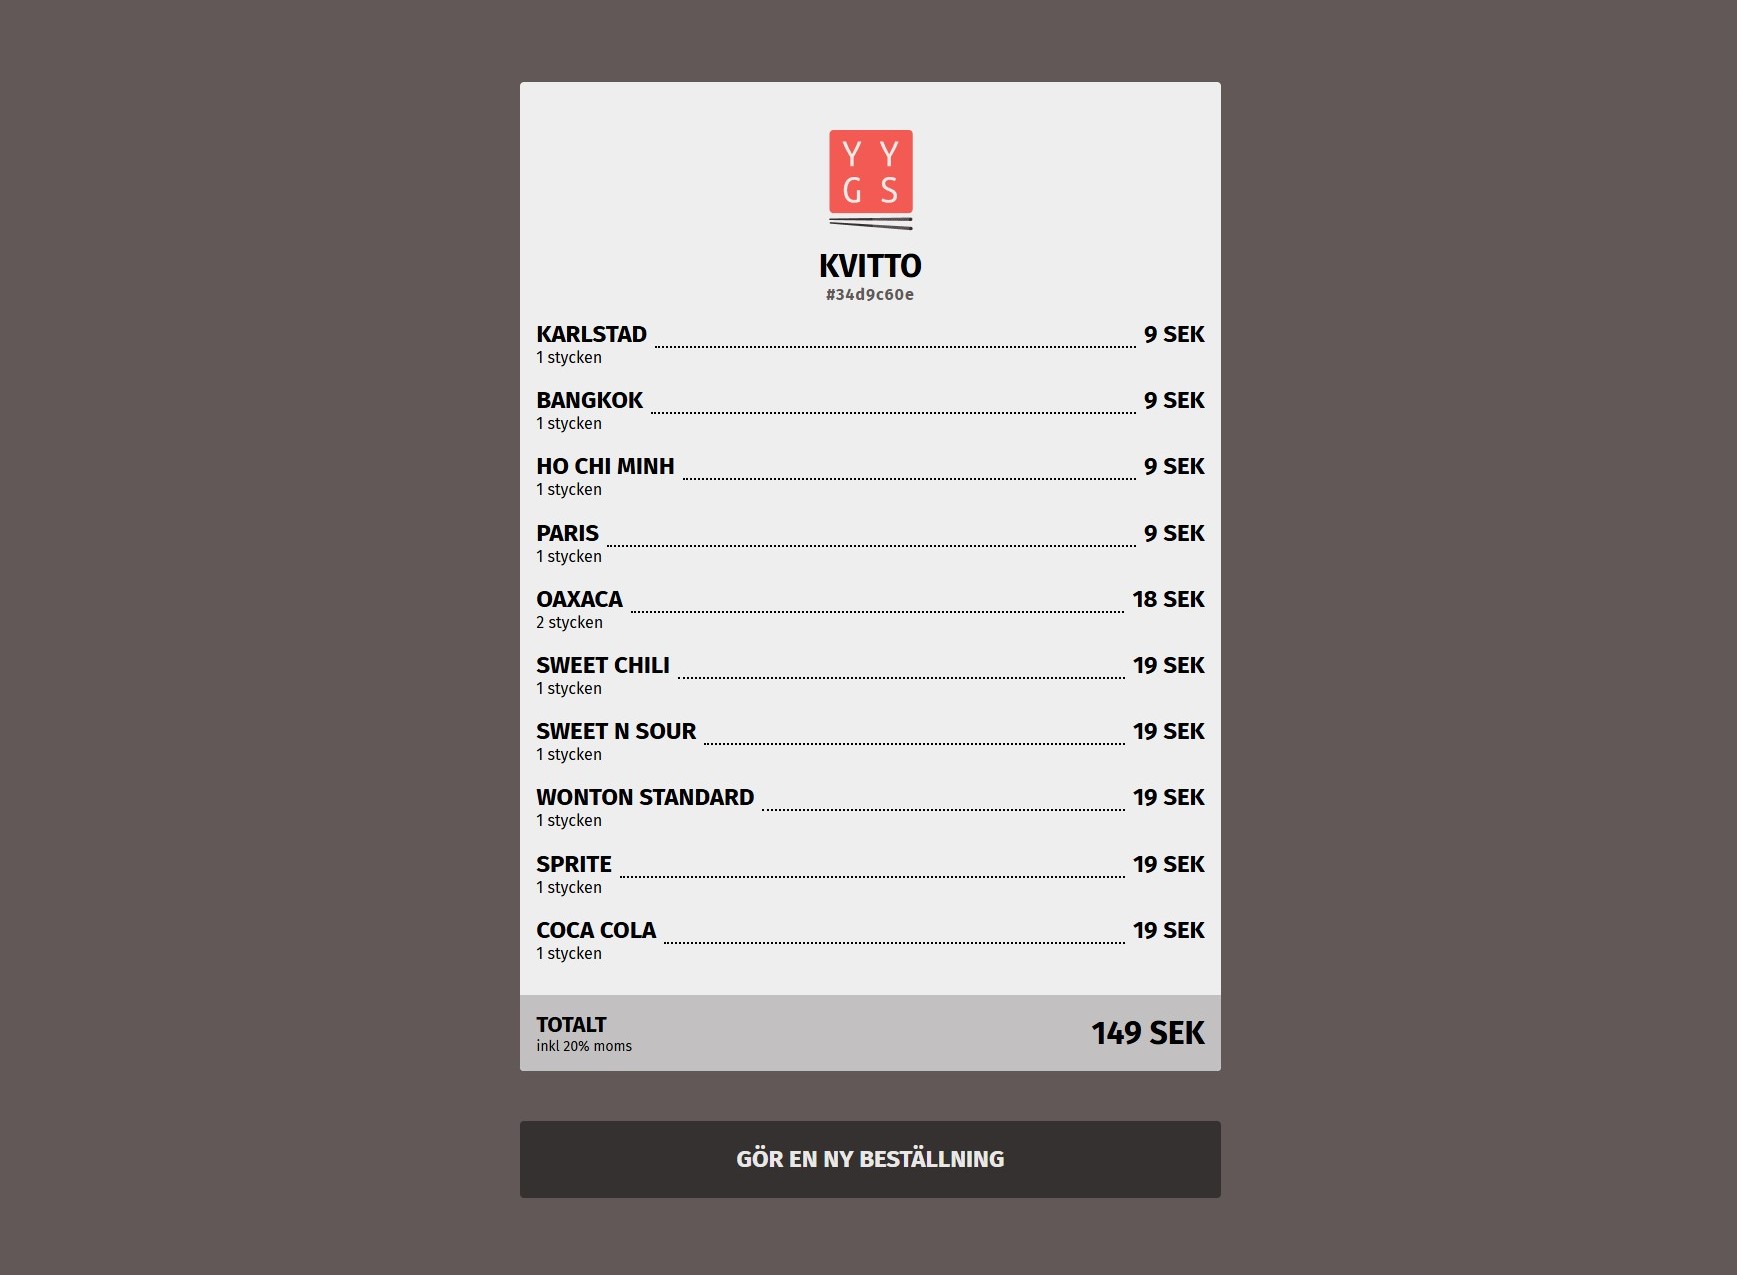 Y Y
G S
KVITTO
#34d9c60e
KARLSTAD 9 SEK
1 stycken
BANGKOK 9 SEK
1 stycken
HO CHI MINH 9 SEK
1 stycken
PARIS 9 SEK
1 stycken
OAXACA 18 SEK
2 stycken
SWEET CHILI 19 SEK
1 stycken
SWEET N SOUR 19 SEK
1 stycken
WONTON STANDARD 19 SEK
1 stycken
SPRITE 19 SEK
1 stycken
COCA COLA 19 SEK
1 stycken
TOTALT 149 SEK
inkl 20% moms
GÖR EN NY BESTÄLLNING